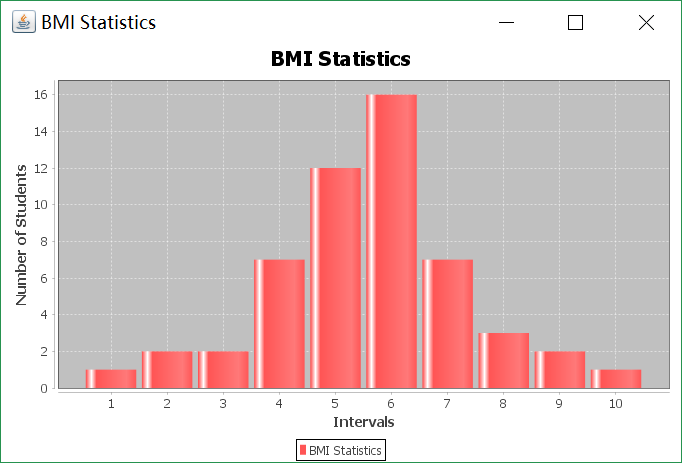 BMI Statistics
BMI Statistics
16
14
12
10
8
6
4
2
0
Number of Students
1 2 3 4 5 6 7 8 9 10
Intervals
BMI Statistics